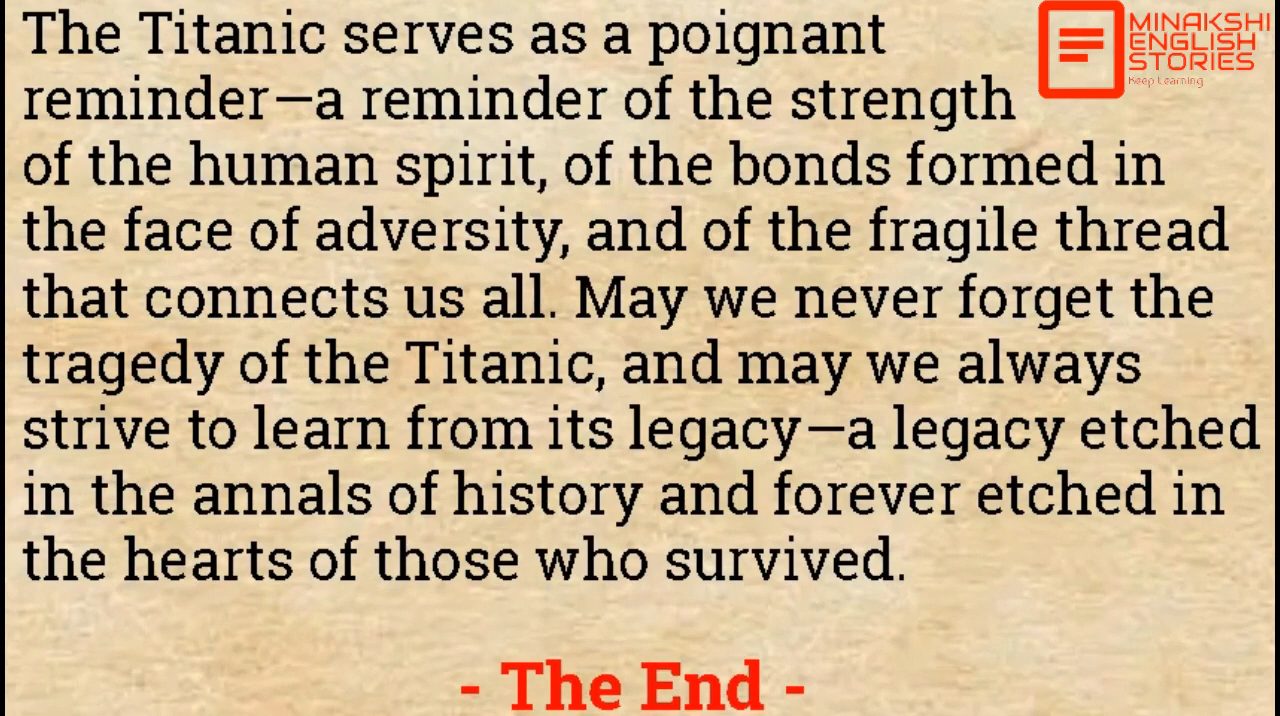 The Titanic serves as a poignant
reminder—a reminder of the strength
of the human spirit, of the bonds formed in
the face of adversity, and of the fragile thread
that connects us all. May we never forget the
tragedy of the Titanic, and may we always
strive to learn from its legacy—a legacy etched
in the annals of history and forever etched in
the hearts of those who survived.
- The End -
MINAKSHI
ENGLISH
STORIES
Keep Learning